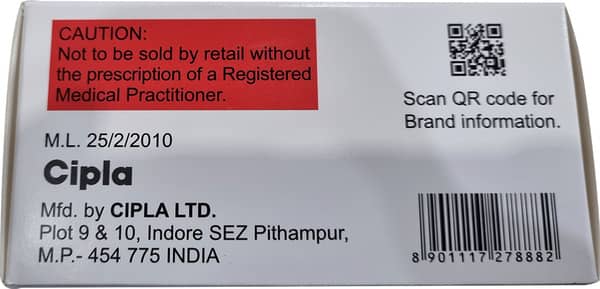 CAUTION:
Not to be sold by retail without
the prescription of a Registered
Medical Practitioner.
Scan QR code for
Brand information.
M.L. 25/2/2010
Cipla
Mfd. by CIPLA LTD.
Plot 9 & 10, Indore SEZ Pithampur,
M.P.- 454 775 INDIA
8 901117 278882